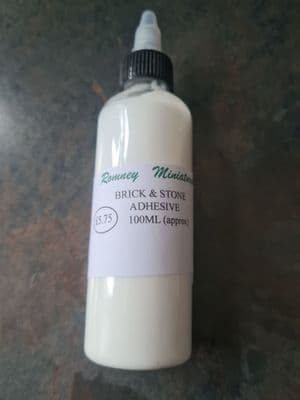 Romney Miniatures
BRICK & STONE
ADHESIVE
£5.75 100ML (approx)